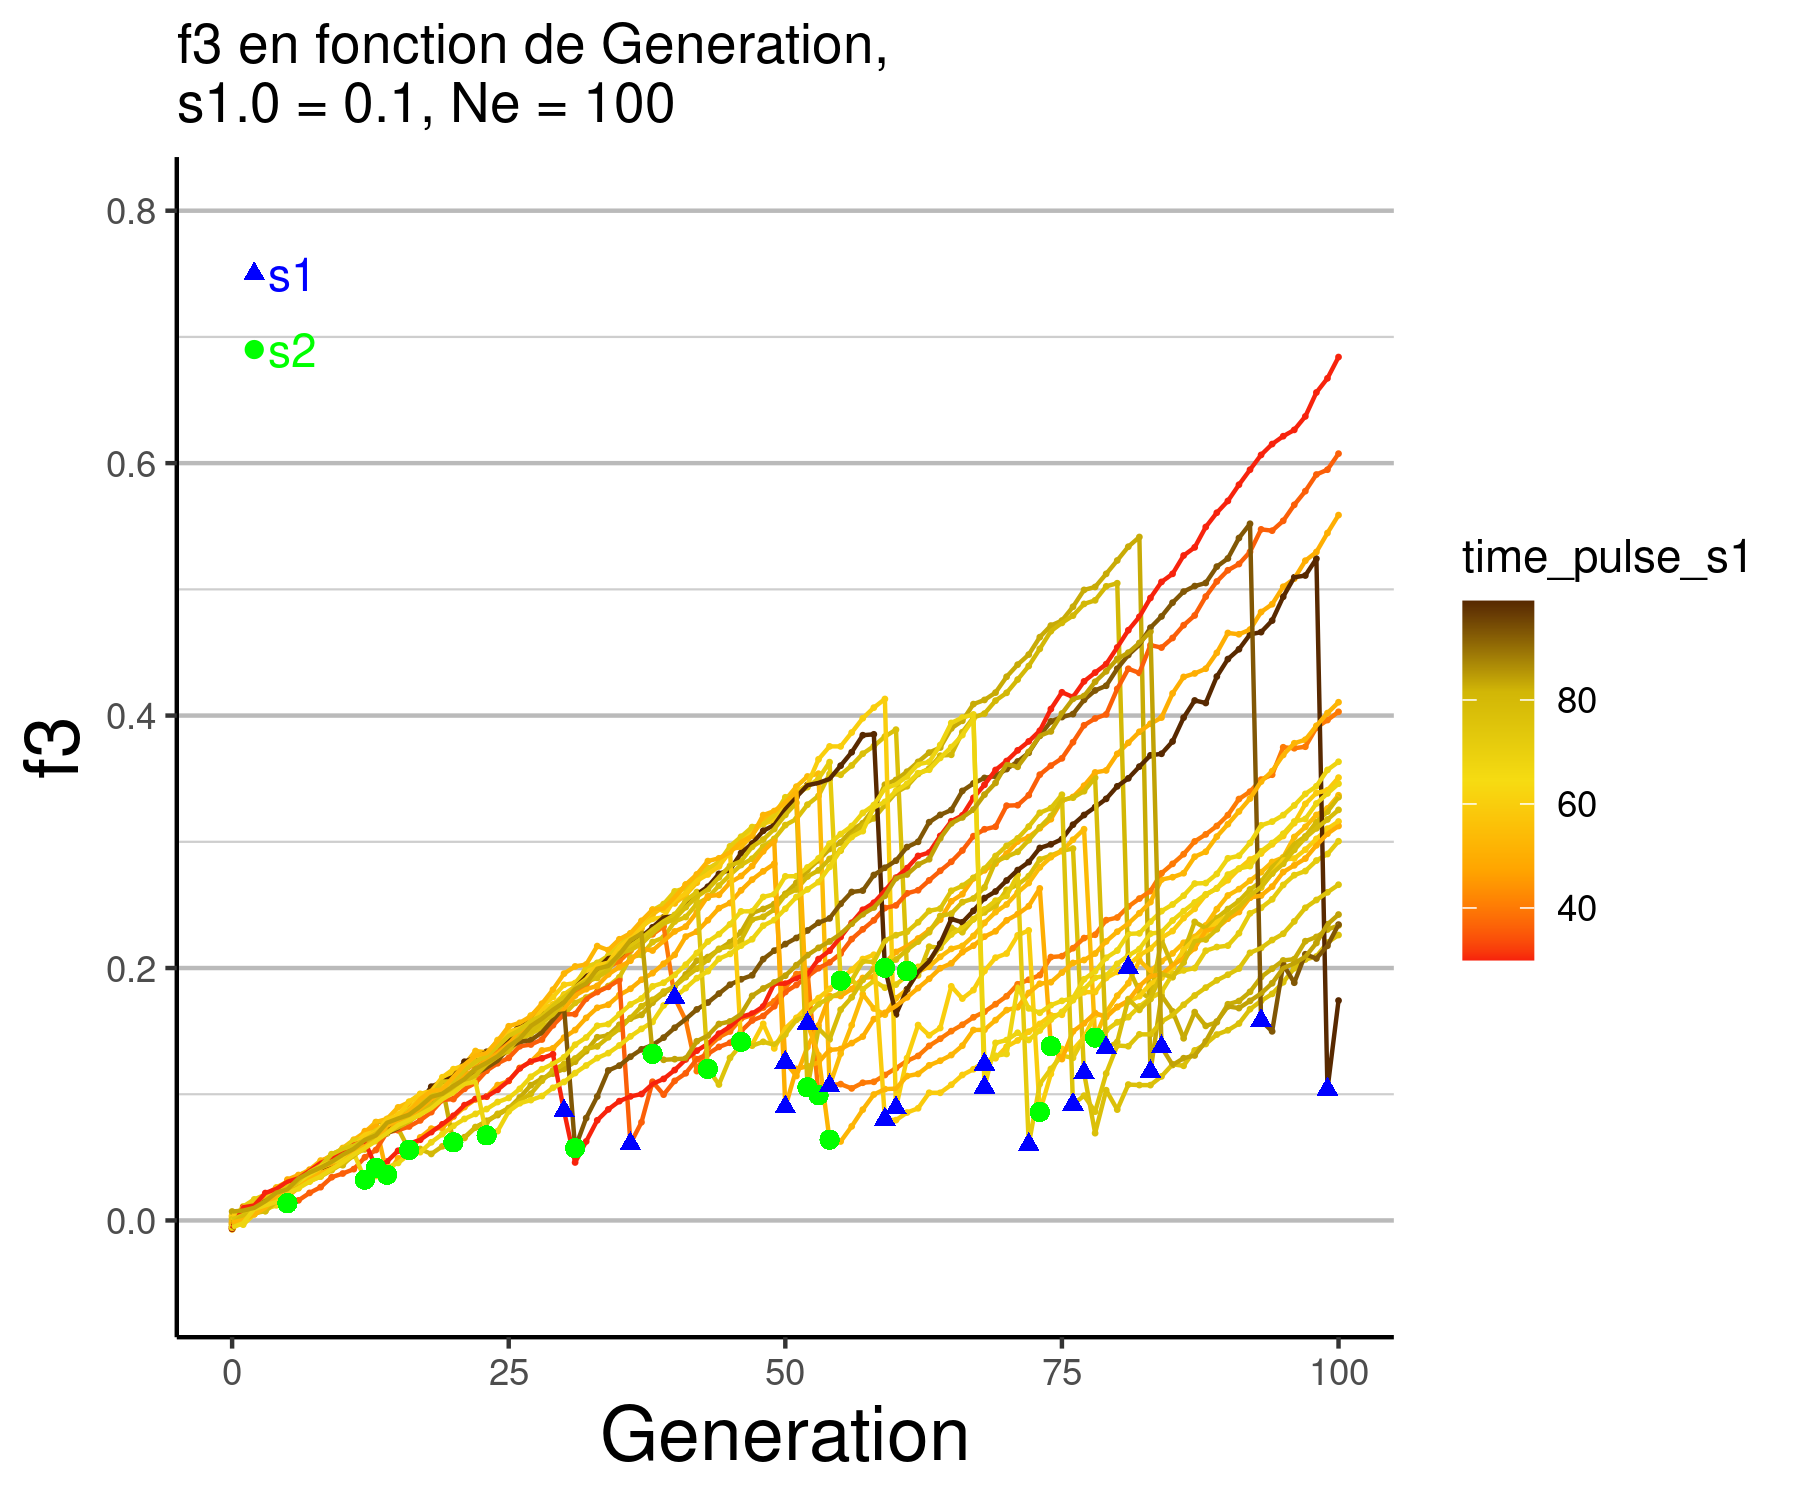 f3 en fonction de Generation,
s1.0 = 0.1, Ne = 100
0.8
s1
s2
0.6
0.4
0.2
0.0
f3
0 25 50 75 100
Generation
time_pulse_s1
80
60
40